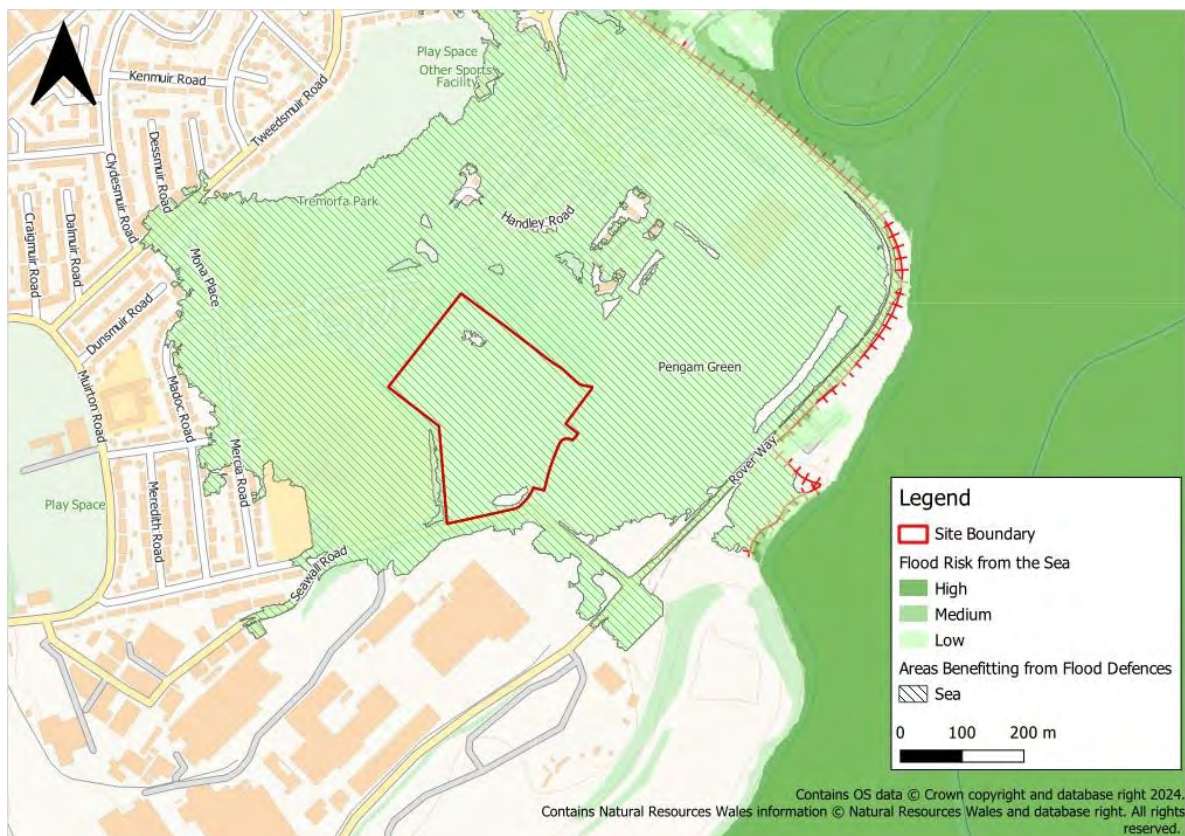 Play Space
Other Sports
Facility
Kenmuir Road
Tweedsmuir Road
Dessmuir Road
Clydesmuir Road
Craigmuir Road
Dalmuir Road
Tremorfa Park
Handley Road
Mona Place
Dunsmuir Road
Muirton Road
Madoc Road
Pengam Green
Mercia Road
Meredith Road
Play Space
Rover Way
Seawall Road
Legend
Site Boundary
Flood Risk from the Sea
High
Medium
Low
Areas Benefitting from Flood Defences
Sea
0 100 200 m
Contains OS data © Crown copyright and database right 2024.
Contains Natural Resources Wales information © Natural Resources Wales and database right. All rights
reserved.